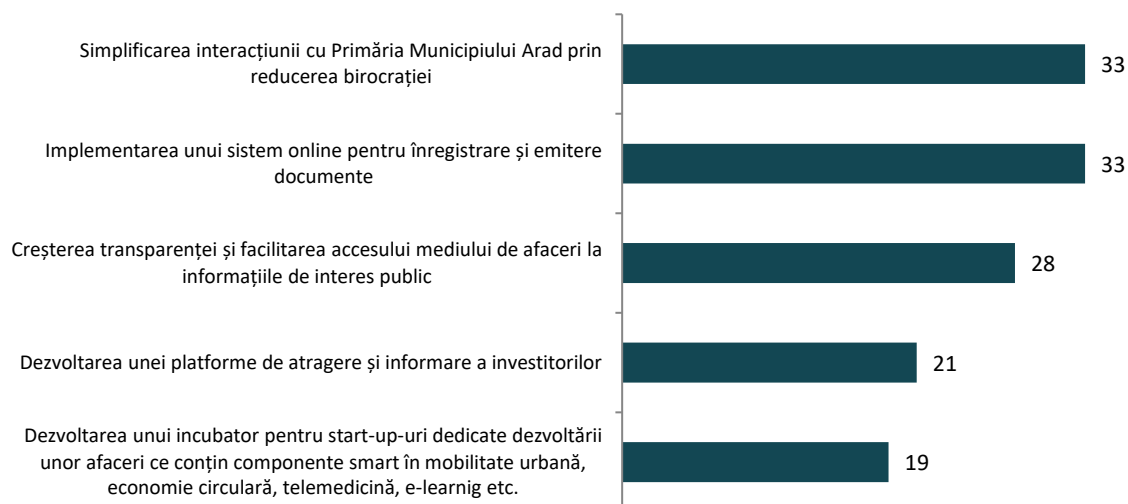 Simplificarea interacțiunii cu Primăria Municipiului Arad prin
reducerea birocrației
33
Implementarea unui sistem online pentru înregistrare și emitere
documente
33
Creșterea transparenței și facilitarea accesului mediului de afaceri la
informațiile de interes public
28
Dezvoltarea unei platforme de atragere și informare a investitorilor
21
Dezvoltarea unui incubator pentru start-up-uri dedicate dezvoltării
unor afaceri ce conțin componente smart în mobilitate urbană,
economie circulară, telemedicină, e-learnig etc.
19